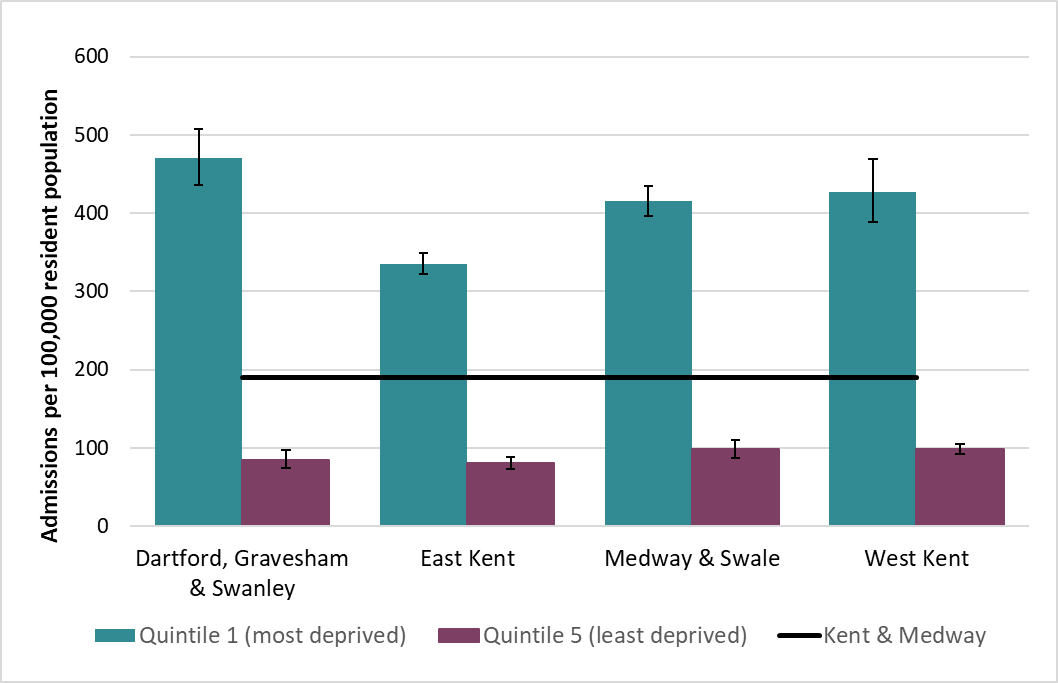 Admissions per 100,000 resident population
600
500
400
300
200
100
0
Dartford, Gravesham
& Swanley
East Kent
Medway & Swale
West Kent
Quintile 1 (most deprived)
Quintile 5 (least deprived)
Kent & Medway